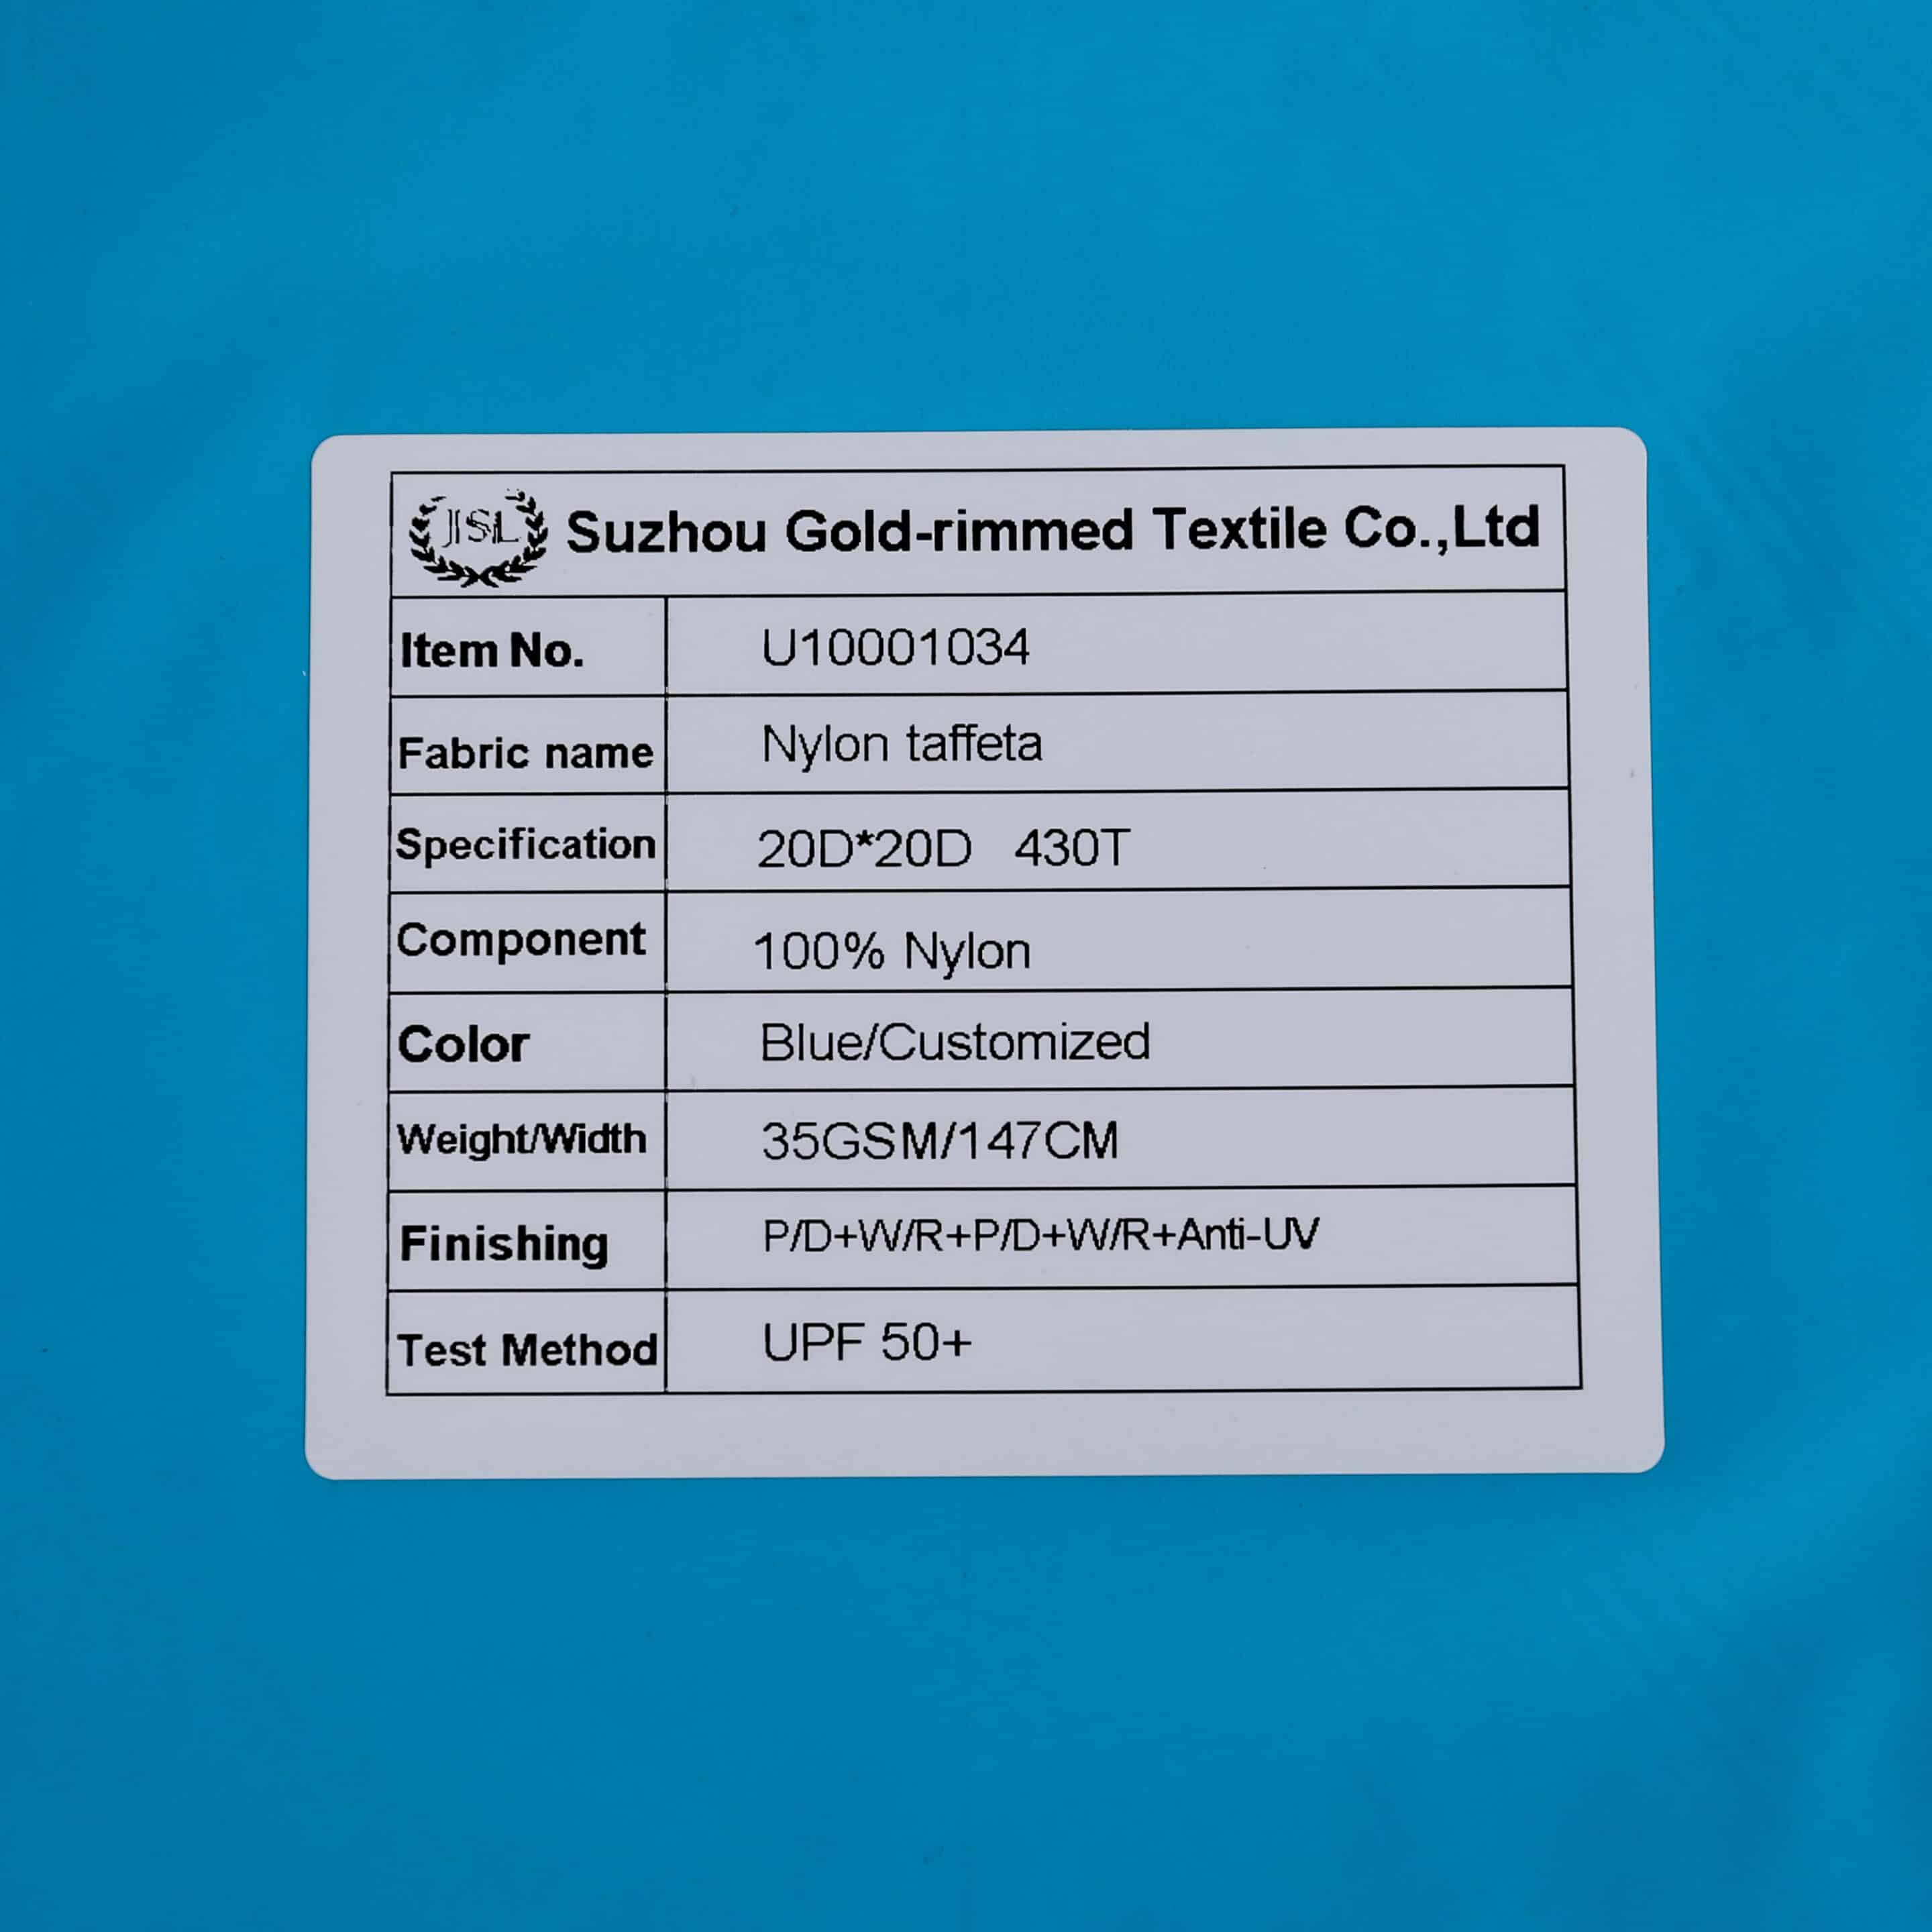 JSL Suzhou Gold-rimmed Textile Co.,Ltd
Item No. U10001034
Fabric name Nylon taffeta
Specification 20D*20D 430T
Component 100% Nylon
Color Blue/Customized
Weight/Width 35GSM/147CM
Finishing P/D+W/R+P/D+W/R+Anti-UV
Test Method UPF 50+